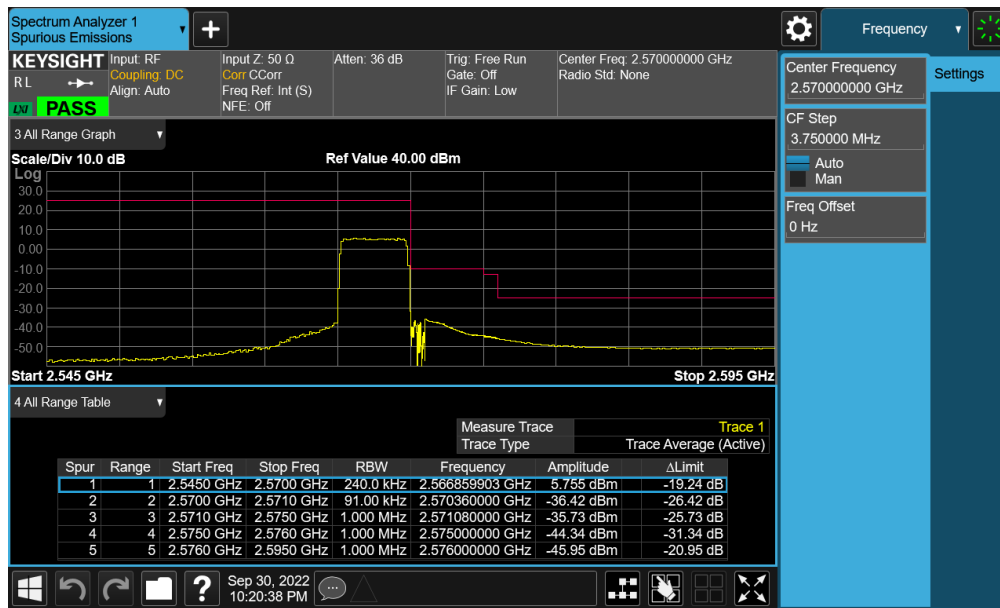 Spectrum Analyzer 1
Spurious Emissions
Frequency
KEYSIGHT
RL
LXI PASS
Input: RF
Coupling: DC
Align: Auto
Input Z: 50 Ω
Corr CCorr
Freq Ref: Int (S)
NFE: Off
Atten: 36 dB
Trig: Free Run
Gate: Off
IF Gain: Low
Center Freq: 2.570000000 GHz
Radio Std: None
Center Frequency
2.570000000 GHz
Settings
CF Step
3.750000 MHz
Auto
Man
Freq Offset
0 Hz
3 All Range Graph
Scale/Div 10.0 dB Ref Value 40.00 dBm
Log
30.0
20.0
10.0
0.00
-10.0
-20.0
-30.0
-40.0
-50.0
Start 2.545 GHz Stop 2.595 GHz
4 All Range Table
Measure Trace Trace 1
Trace Type Trace Average (Active)
Spur Range Start Freq Stop Freq RBW Frequency Amplitude ΔLimit
1 1 2.5450 GHz 2.5700 GHz 240.0 kHz 2.566859903 GHz 5.755 dBm -19.24 dB
2 2 2.5700 GHz 2.5710 GHz 91.00 kHz 2.570360000 GHz -36.42 dBm -26.42 dB
3 3 2.5710 GHz 2.5750 GHz 1.000 MHz 2.571080000 GHz -35.73 dBm -25.73 dB
4 4 2.5750 GHz 2.5760 GHz 1.000 MHz 2.575000000 GHz -44.34 dBm -31.34 dB
5 5 2.5760 GHz 2.5950 GHz 1.000 MHz 2.576000000 GHz -45.95 dBm -20.95 dB
Sep 30, 2022
10:20:38 PM